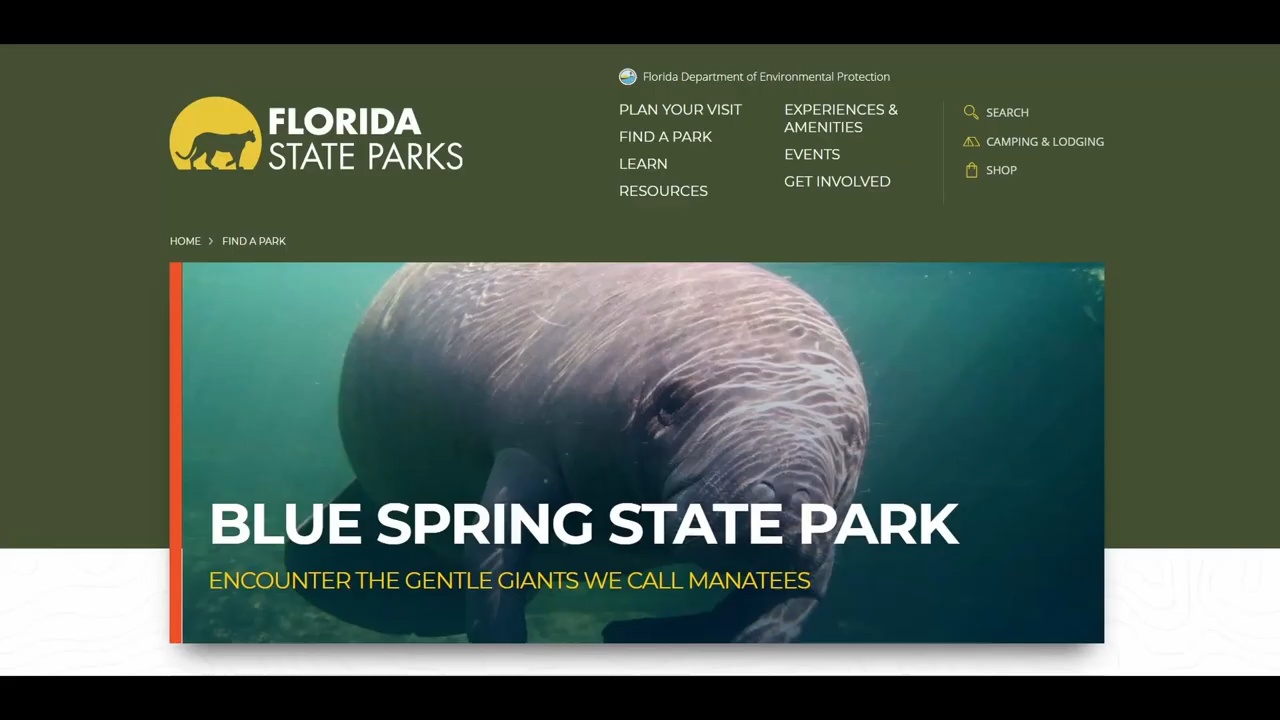 Florida Department of Environmental Protection
FLORIDA
STATE PARKS
PLAN YOUR VISIT
FIND A PARK
LEARN
RESOURCES
EXPERIENCES &
AMENITIES
EVENTS
GET INVOLVED
SEARCH
CAMPING & LODGING
SHOP
HOME > FIND A PARK
BLUE SPRING STATE PARK
ENCOUNTER THE GENTLE GIANTS WE CALL MANATEES